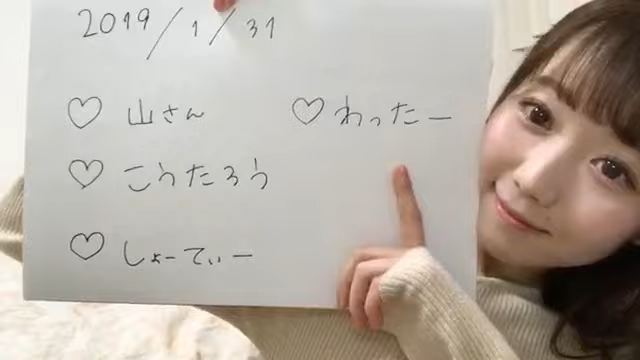 2019/1/31
♡ 山さん ♡ わったー
♡ こうたろう
♡ しょーてぃー